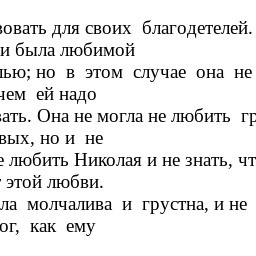 вовать для своих благодетелей.
и была любимой
лью; но в этом случае она не
чем ей надо
вать. Она не могла не любить гр
вых, но и не
е любить Николая и не знать, чт
т этой любви.
ла молчалива и грустна, и не
ог, как ему